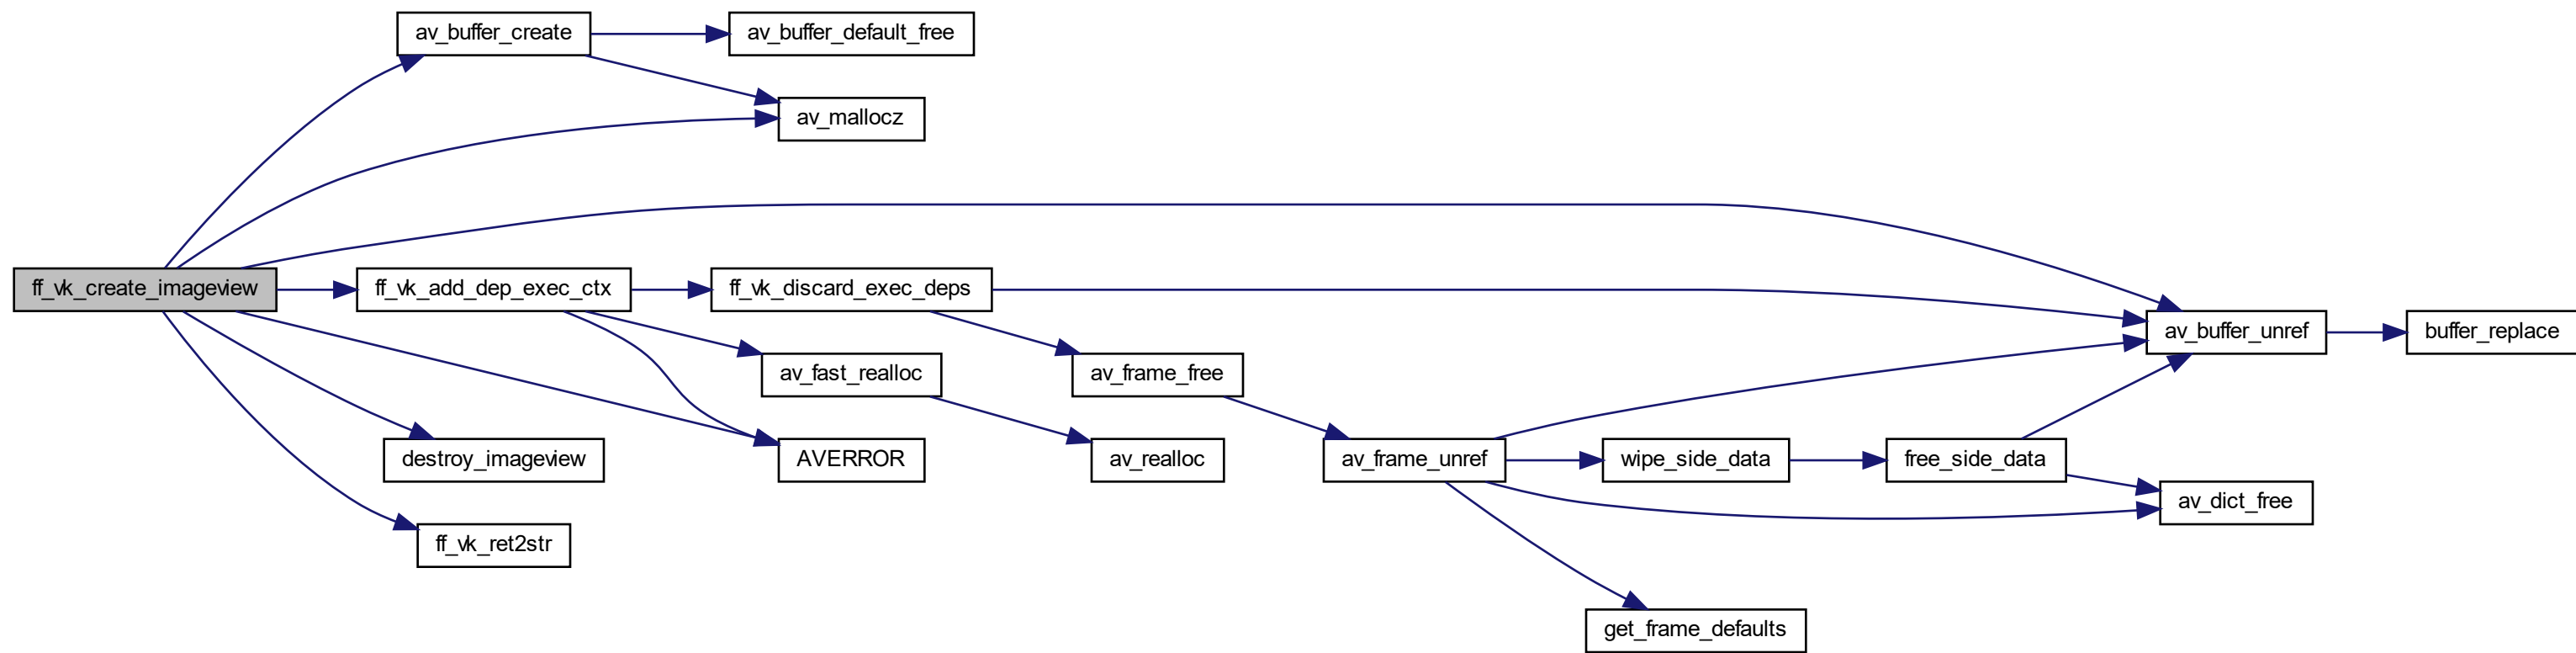 av_buffer_create
av_buffer_default_free
av_mallocz
ff_vk_create_imageview
ff_vk_add_dep_exec_ctx
ff_vk_discard_exec_deps
av_buffer_unref
buffer_replace
av_fast_realloc
av_frame_free
destroy_imageview
AVERROR
av_realloc
av_frame_unref
wipe_side_data
free_side_data
av_dict_free
ff_vk_ret2str
get_frame_defaults